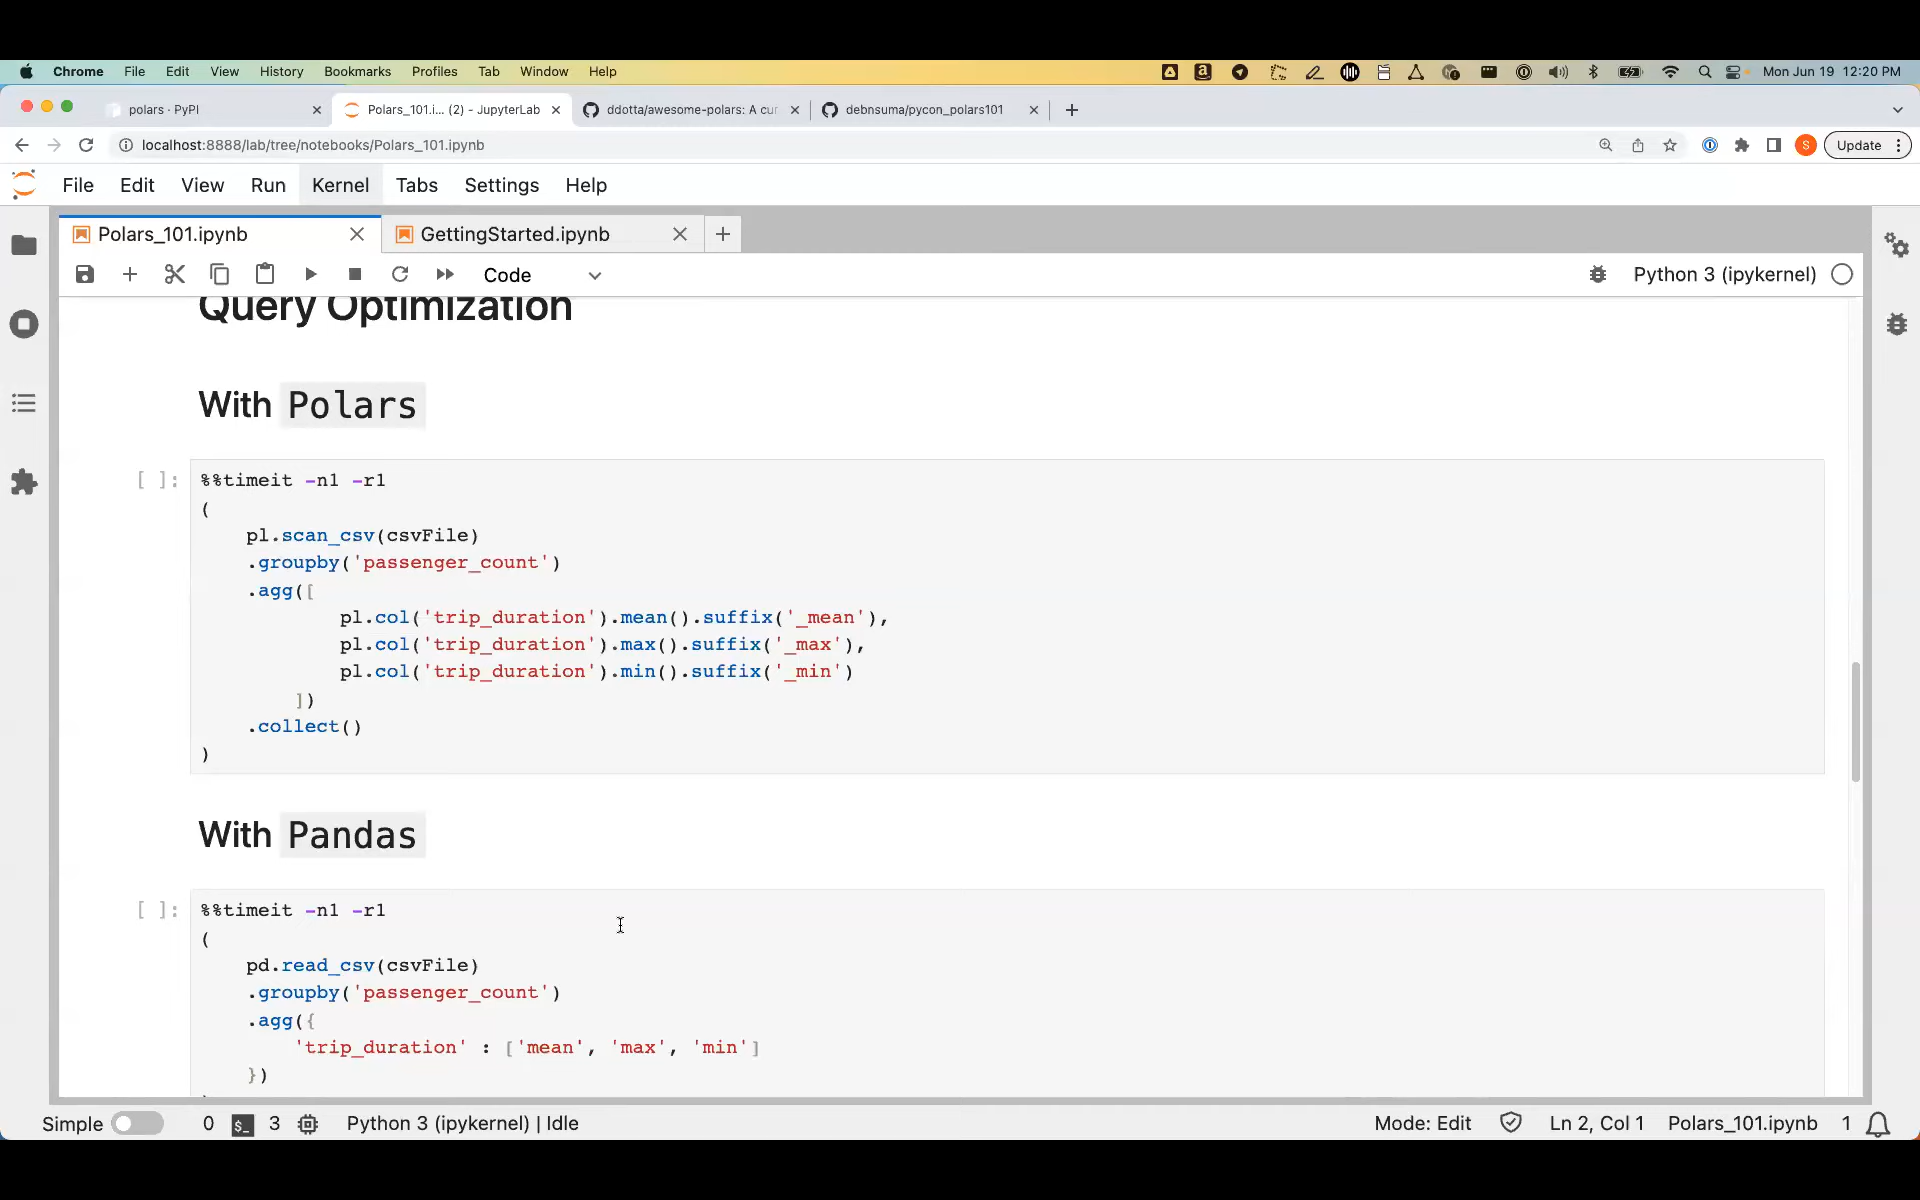 Chrome File Edit View History Bookmarks Profiles Tab Window Help Mon Jun 19 12:20 PM
polars · PyPI Polars_101.i... (2) - JupyterLab ddotta/awesome-polars: A cur debnsuma/pycon_polars101
localhost:8888/lab/tree/notebooks/Polars_101.ipynb S Update
File Edit View Run Kernel Tabs Settings Help
Polars_101.ipynb GettingStarted.ipynb
Code Python 3 (ipykernel)
Query Optimization
With Polars
[ ]: %%timeit -n1 -r1
(
pl.scan_csv(csvFile)
.groupby('passenger_count')
.agg([
pl.col('trip_duration').mean().suffix('_mean'),
pl.col('trip_duration').max().suffix('_max'),
pl.col('trip_duration').min().suffix('_min')
])
.collect()
)
With Pandas
[ ]: %%timeit -n1 -r1
(
pd.read_csv(csvFile)
.groupby('passenger_count')
.agg({
'trip_duration' : ['mean', 'max', 'min']
})
Simple 0 $_ 3 Python 3 (ipykernel) | Idle Mode: Edit Ln 2, Col 1 Polars_101.ipynb 1